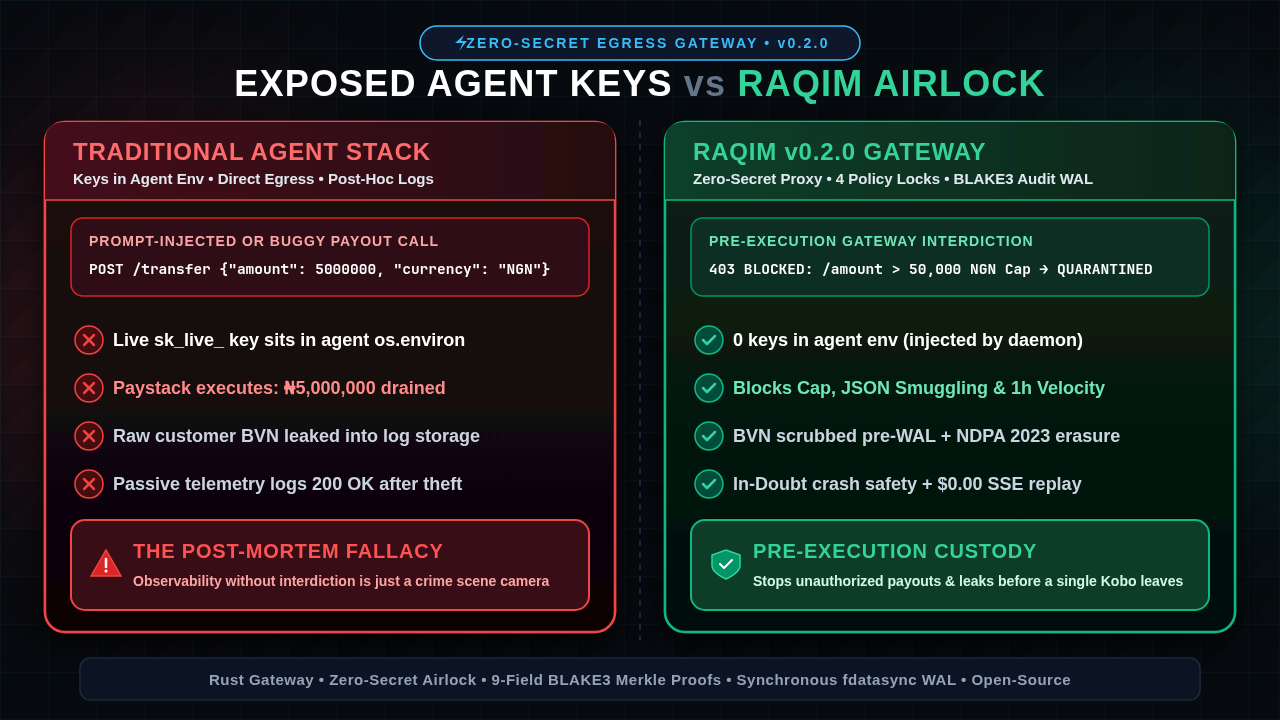 ⚡ZERO-SECRET EGRESS GATEWAY • v0.2.0
EXPOSED AGENT KEYS vs RAQIM AIRLOCK
TRADITIONAL AGENT STACK
Keys in Agent Env • Direct Egress • Post-Hoc Logs
PROMPT-INJECTED OR BUGGY PAYOUT CALL
POST /transfer {"amount": 5000000, "currency": "NGN"}
Live sk_live_ key sits in agent os.environ
Paystack executes: ₦5,000,000 drained
Raw customer BVN leaked into log storage
Passive telemetry logs 200 OK after theft
THE POST-MORTEM FALLACY
Observability without interdiction is just a crime scene camera
RAQIM v0.2.0 GATEWAY
Zero-Secret Proxy • 4 Policy Locks • BLAKE3 Audit WAL
PRE-EXECUTION GATEWAY INTERDICTION
403 BLOCKED: /amount > 50,000 NGN Cap → QUARANTINED
0 keys in agent env (injected by daemon)
Blocks Cap, JSON Smuggling & 1h Velocity
BVN scrubbed pre-WAL + NDPA 2023 erasure
In-Doubt crash safety + $0.00 SSE replay
PRE-EXECUTION CUSTODY
Stops unauthorized payouts & leaks before a single Kobo leaves
Rust Gateway • Zero-Secret Airlock • 9-Field BLAKE3 Merkle Proofs • Synchronous fdatasync WAL • Open-Source